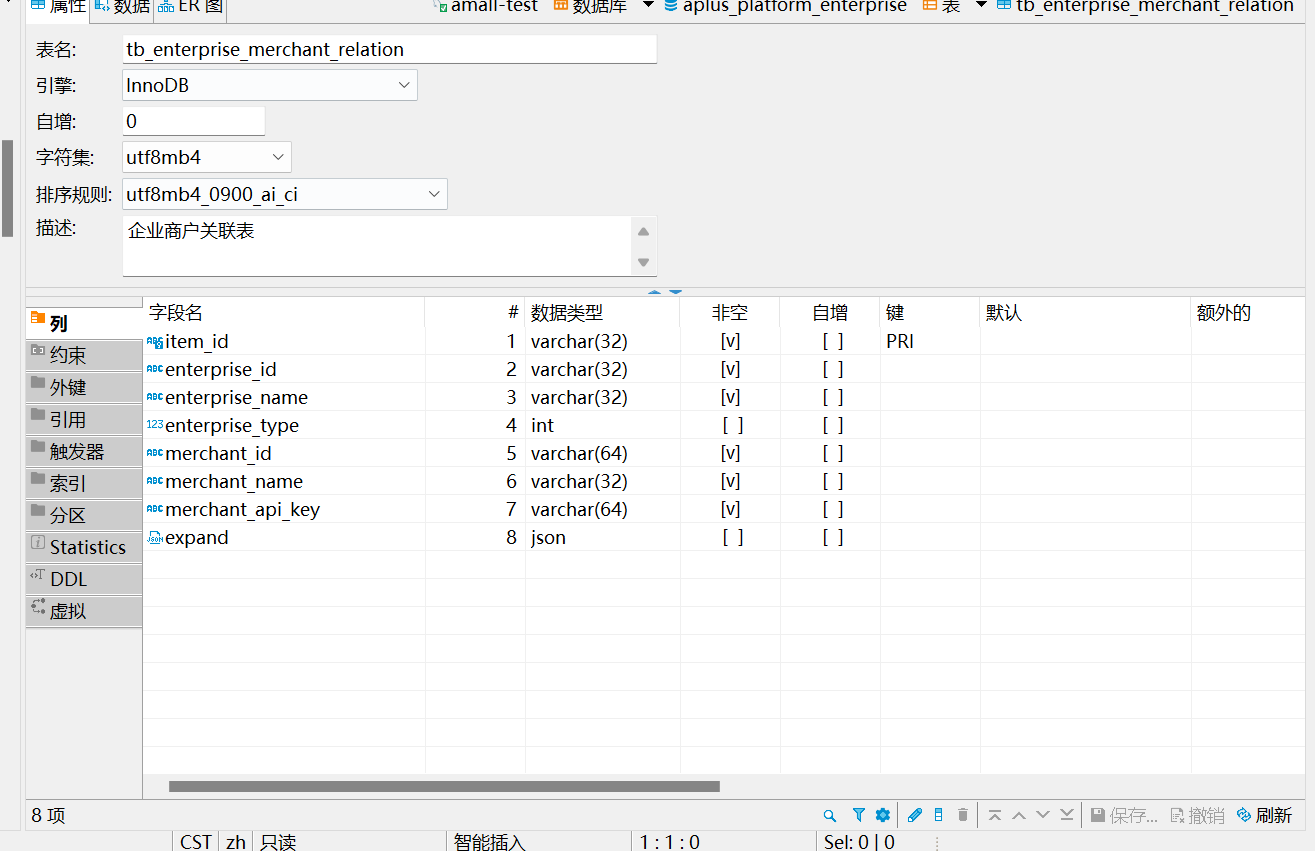 属性 数据 ER 图 amall-test 数据库 aplus_platform_enterprise 表 tb_enterprise_merchant_relation
表名: tb_enterprise_merchant_relation
引擎: InnoDB
自增: 0
字符集: utf8mb4
排序规则: utf8mb4_0900_ai_ci
描述: 企业商户关联表
列
约束
外键
引用
触发器
索引
分区
Statistics
DDL
虚拟
字段名 # 数据类型 非空 自增 键 默认 额外的
item_id 1 varchar(32) [v] [ ] PRI
enterprise_id 2 varchar(32) [v] [ ]
enterprise_name 3 varchar(32) [v] [ ]
enterprise_type 4 int [ ] [ ]
merchant_id 5 varchar(64) [v] [ ]
merchant_name 6 varchar(32) [v] [ ]
merchant_api_key 7 varchar(64) [v] [ ]
expand 8 json [ ] [ ]
8 项 保存... 撤销 刷新
CST zh 只读 智能插入 1 : 1 : 0 Sel: 0 | 0